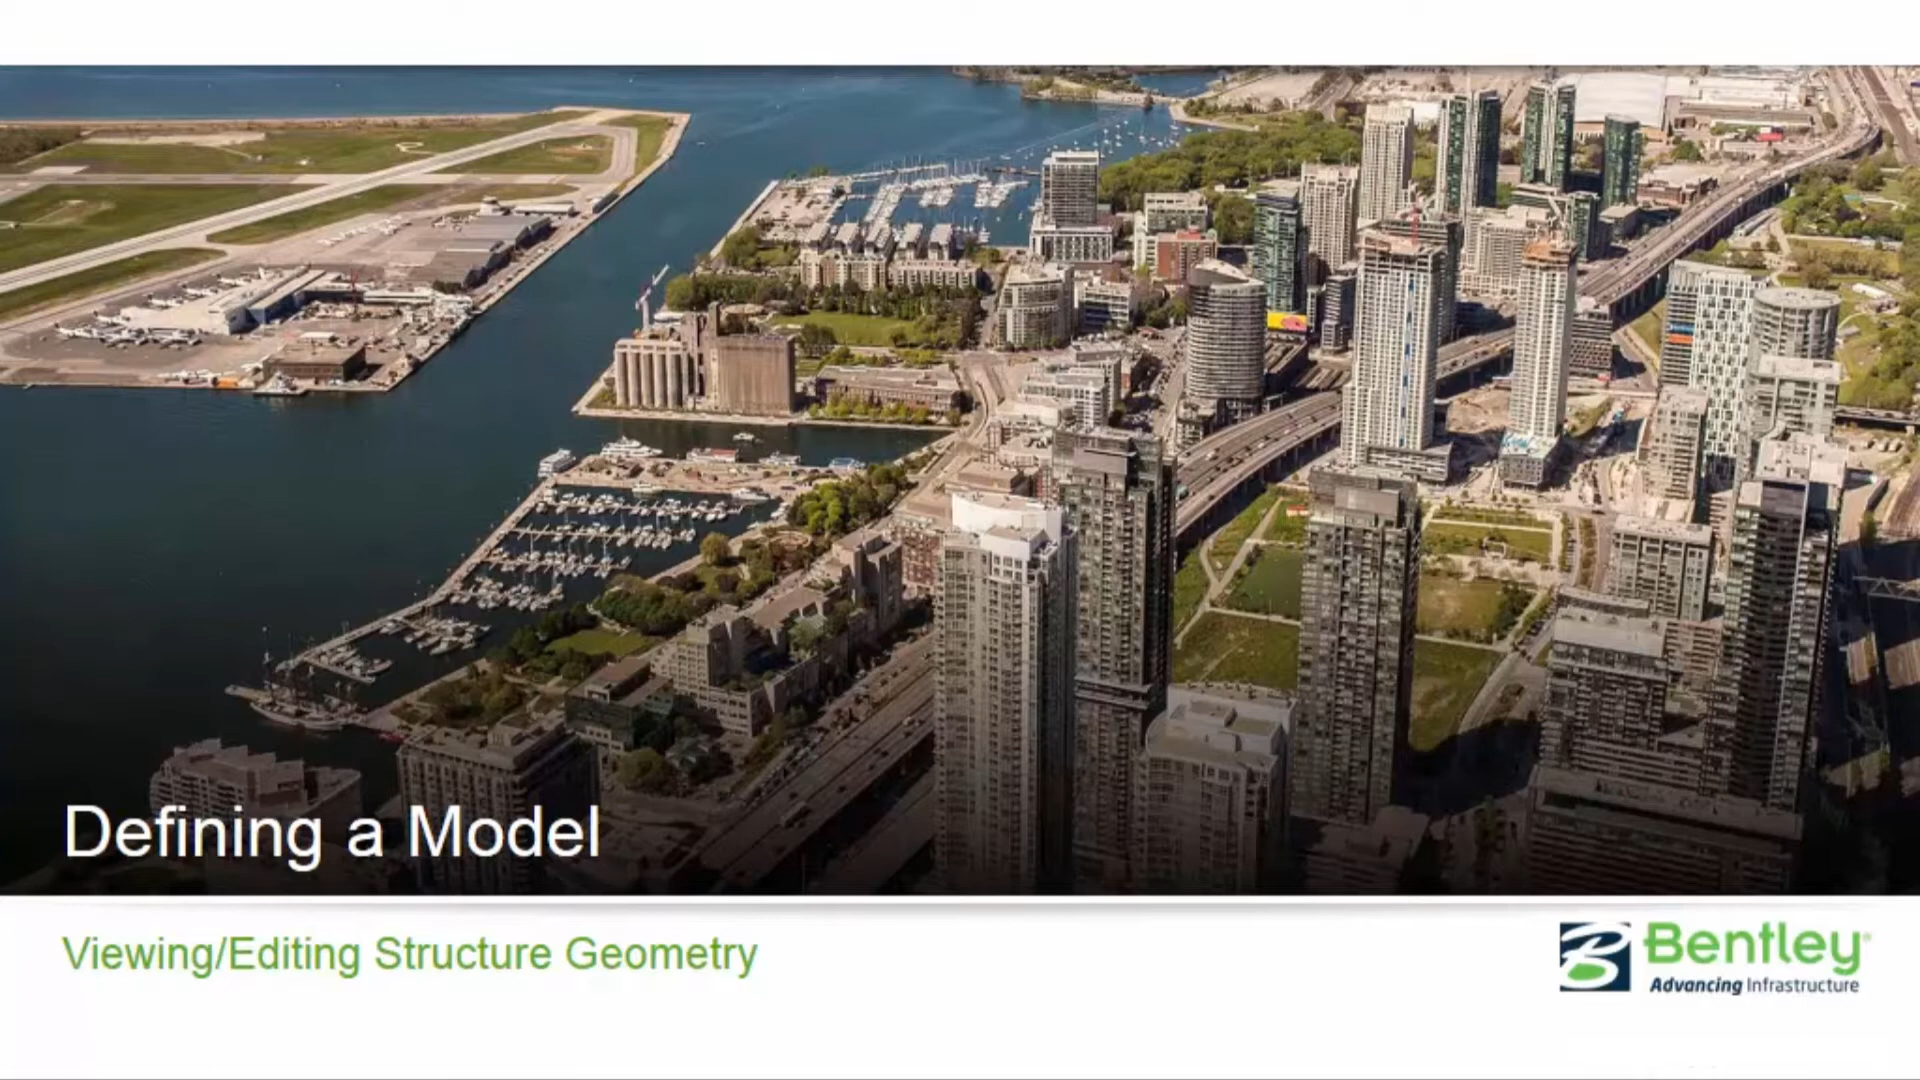 Defining a Model
Viewing/Editing Structure Geometry
Bentley®
Advancing Infrastructure